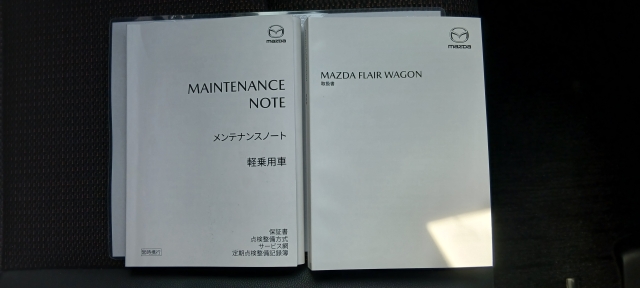 mazda
MAINTENANCE
NOTE
メンテナンスノート
軽乗用車
保証書
点検整備方式
サービス網
定期点検整備記録簿
mazda
MAZDA FLAIR WAGON
取扱書